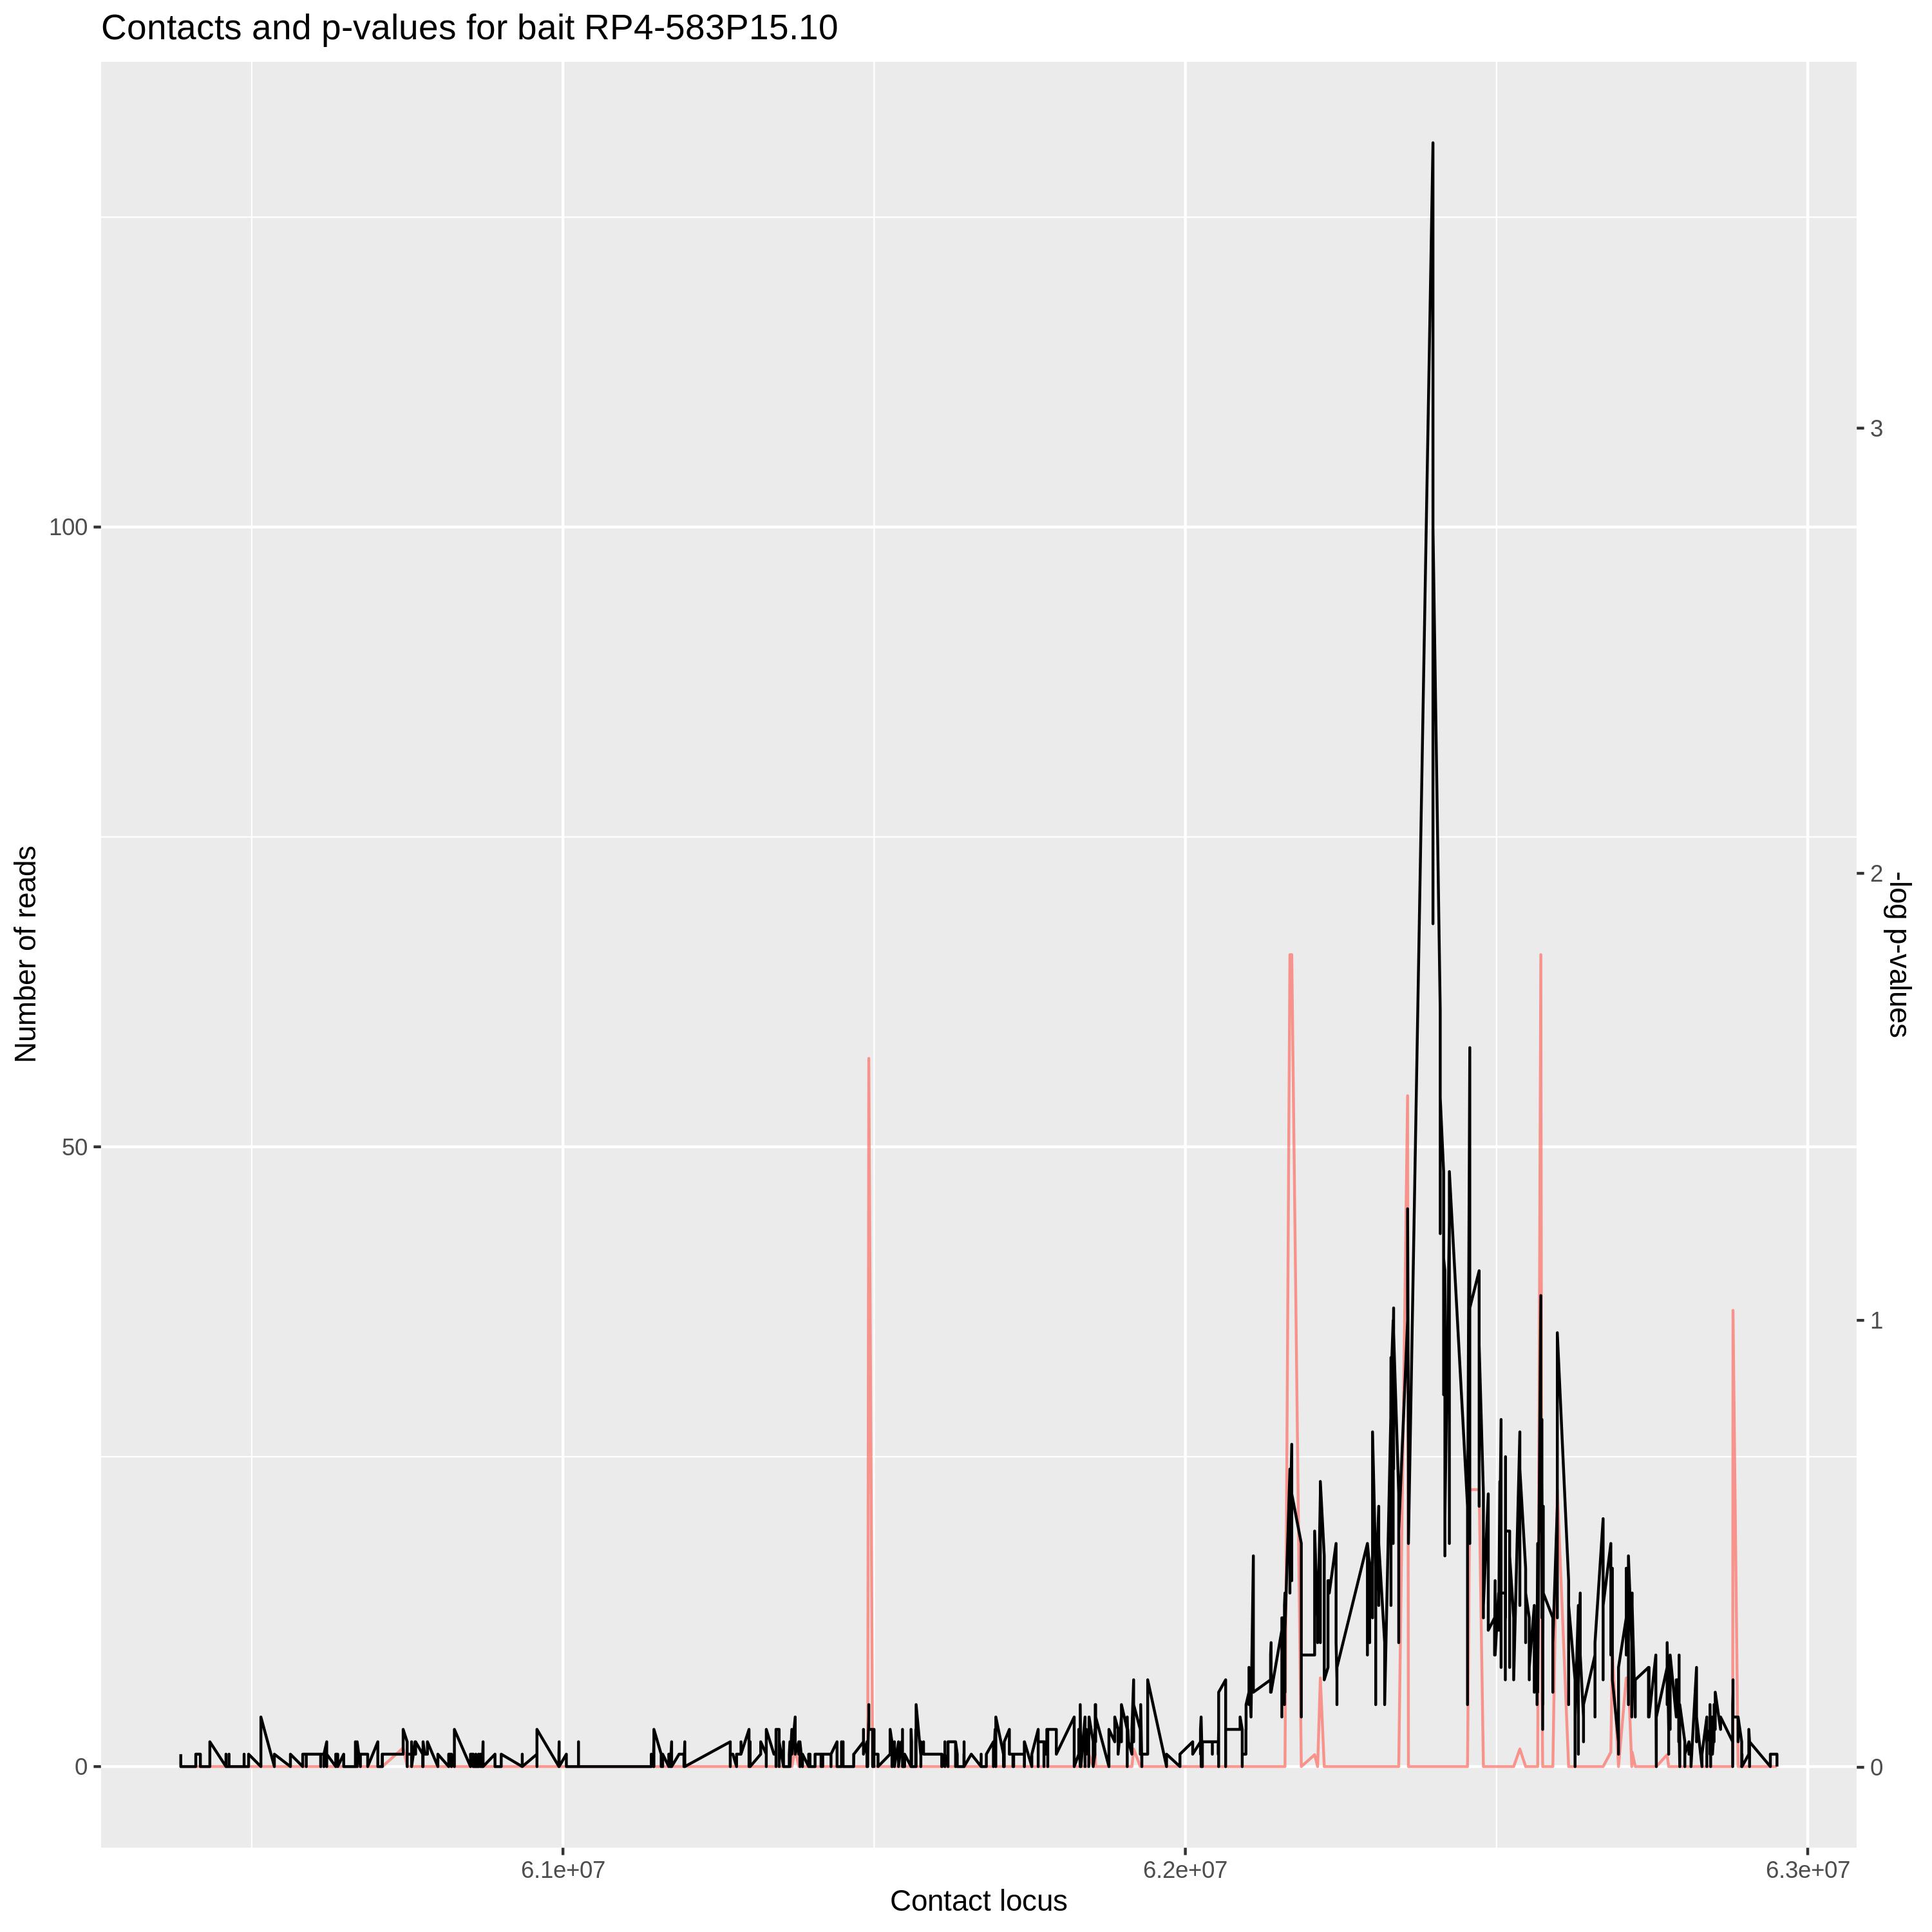 Contacts and p-values for bait RP4-583P15.10
Number of reads
100
50
0
3
2
1
0
-log p-values
6.1e+07
6.2e+07
6.3e+07
Contact locus